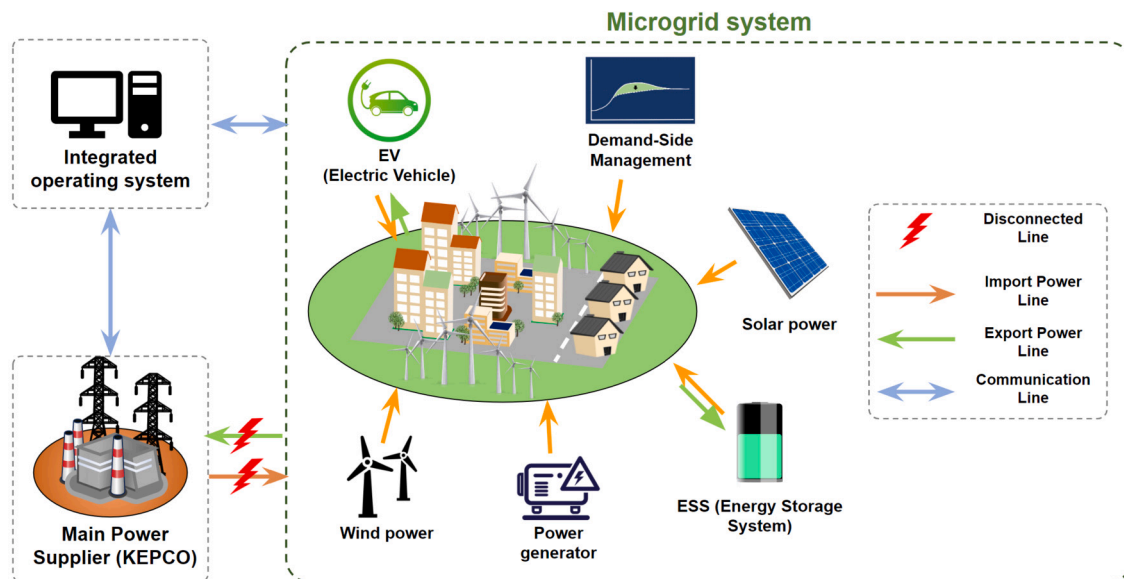 Microgrid system
Integrated
operating system
EV
(Electric Vehicle)
Demand-Side
Management
Solar power
Disconnected
Line
Import Power
Line
Export Power
Line
Communication
Line
Main Power
Supplier (KEPCO)
Wind power
Power
generator
ESS (Energy Storage
System)